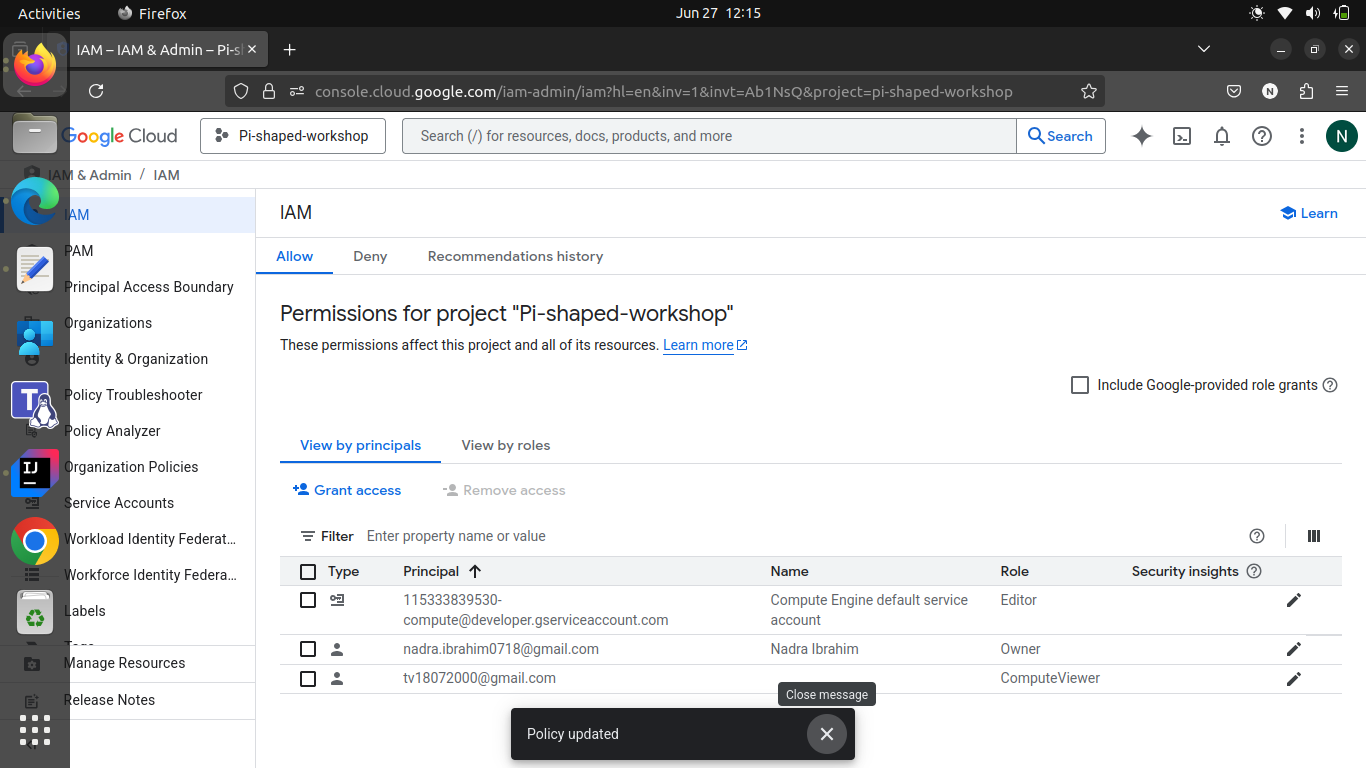 Activities
Firefox
Jun 27 12:15
IAM – IAM & Admin – Pi-s
console.cloud.google.com/iam-admin/iam?hl=en&inv=1&invt=Ab1NsQ&project=pi-shaped-workshop
N
Google Cloud
Pi-shaped-workshop
Search (/) for resources, docs, products, and more
Search
N
IAM & Admin / IAM
IAM
PAM
Principal Access Boundary
Organizations
Identity & Organization
Policy Troubleshooter
Policy Analyzer
Organization Policies
Service Accounts
Workload Identity Federat…
Workforce Identity Federa…
Labels
Tags
Manage Resources
Release Notes
IAM
Learn
Allow
Deny
Recommendations history
Permissions for project "Pi-shaped-workshop"
These permissions affect this project and all of its resources. Learn more
Include Google-provided role grants
View by principals
View by roles
Grant access
Remove access
Filter Enter property name or value
Type Principal Name Role Security insights
115333839530-compute@developer.gserviceaccount.com Compute Engine default service account Editor
nadra.ibrahim0718@gmail.com Nadra Ibrahim Owner
tv18072000@gmail.com ComputeViewer
Close message
Policy updated
T
IJ